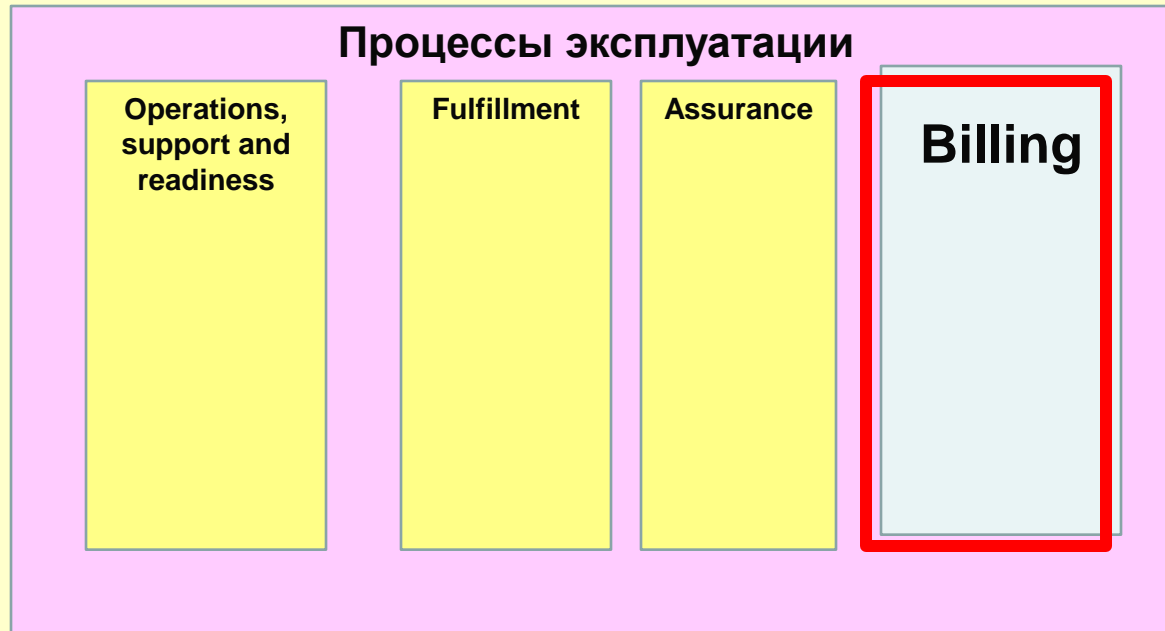 Процессы эксплуатации
Operations,
support and
readiness
Fulfillment
Assurance
Billing